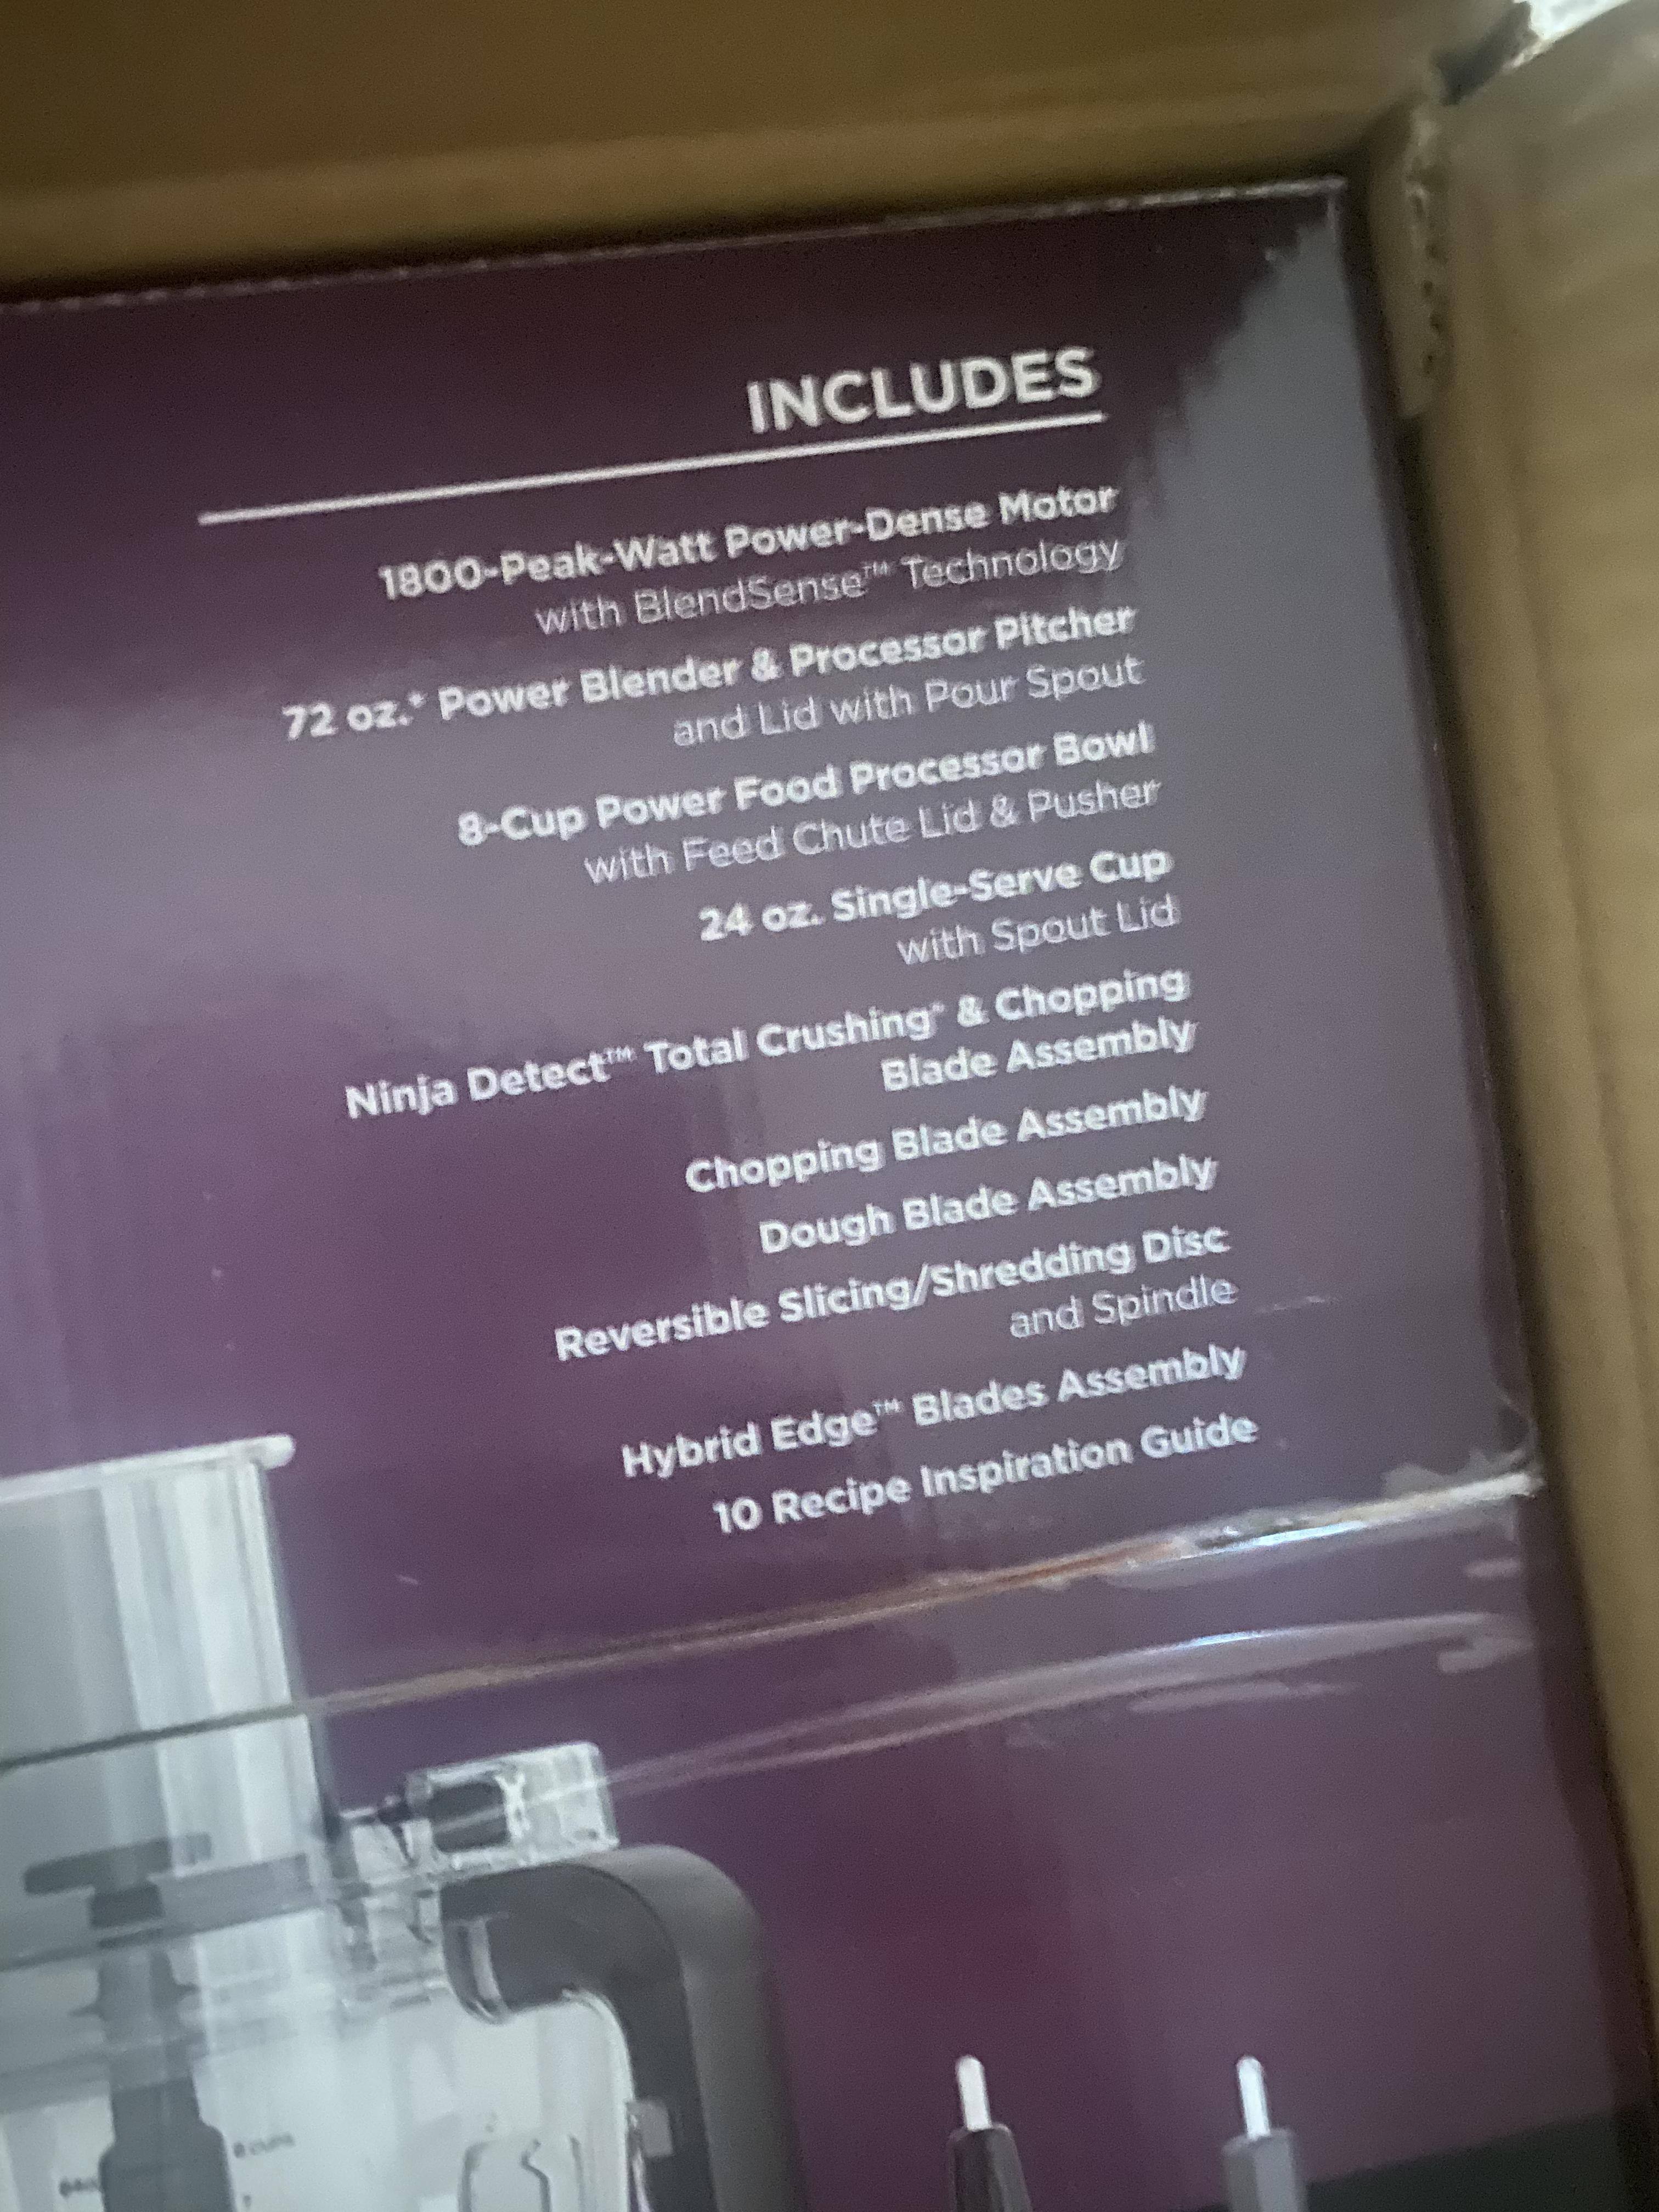 INCLUDES
1800-Peak-Watt Power-Dense Motor
with BlendSense™ Technology
72 oz.* Power Blender & Processor Pitcher
and Lid with Pour Spout
8-Cup Power Food Processor Bowl
with Feed Chute Lid & Pusher
24 oz. Single-Serve Cup
with Spout Lid
Ninja Detect™ Total Crushing® & Chopping
Blade Assembly
Chopping Blade Assembly
Dough Blade Assembly
Reversible Slicing/Shredding Disc
and Spindle
Hybrid Edge™ Blades Assembly
10 Recipe Inspiration Guide